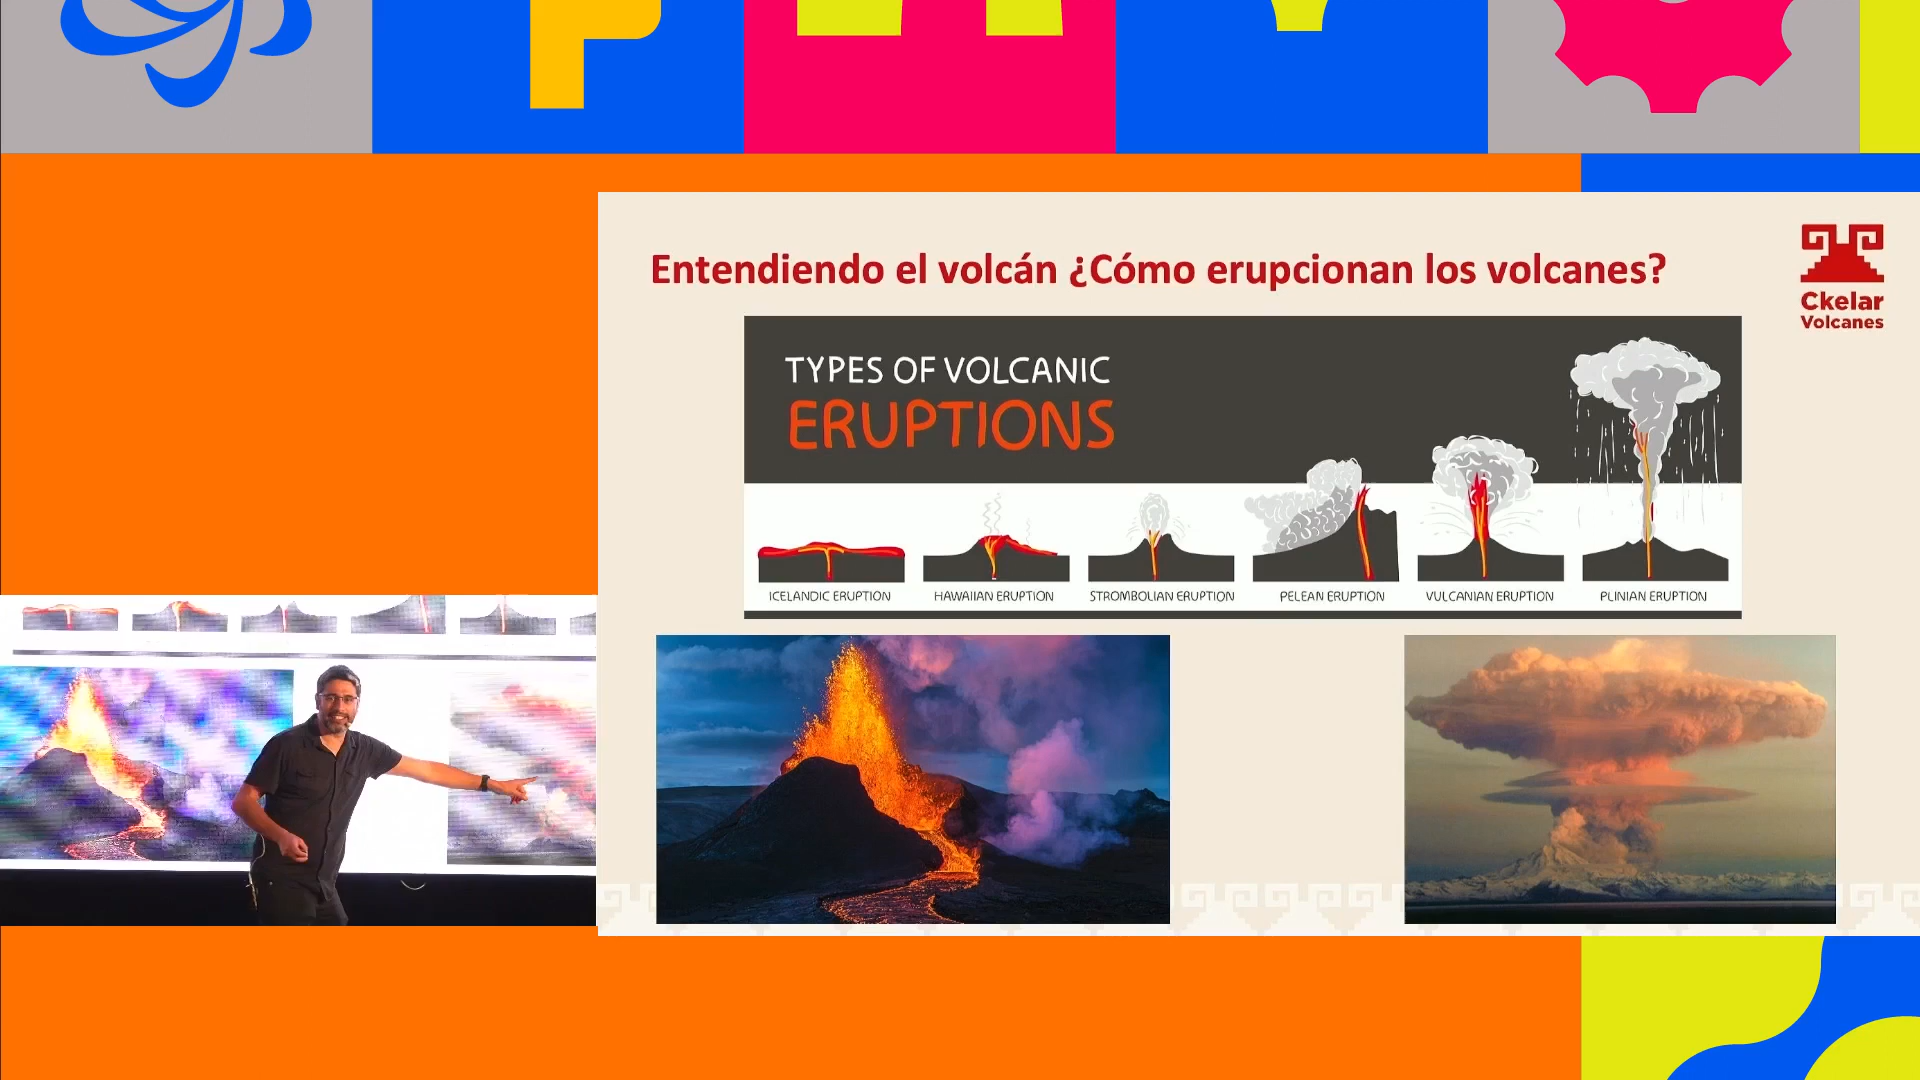 Entendiendo el volcán ¿Cómo erupcionan los volcanes?
Ckelar
Volcanes
TYPES OF VOLCANIC
ERUPTIONS
ICELANDIC ERUPTION
HAWAIIAN ERUPTION
STROMBOLIAN ERUPTION
PELEAN ERUPTION
VULCANIAN ERUPTION
PLINIAN ERUPTION